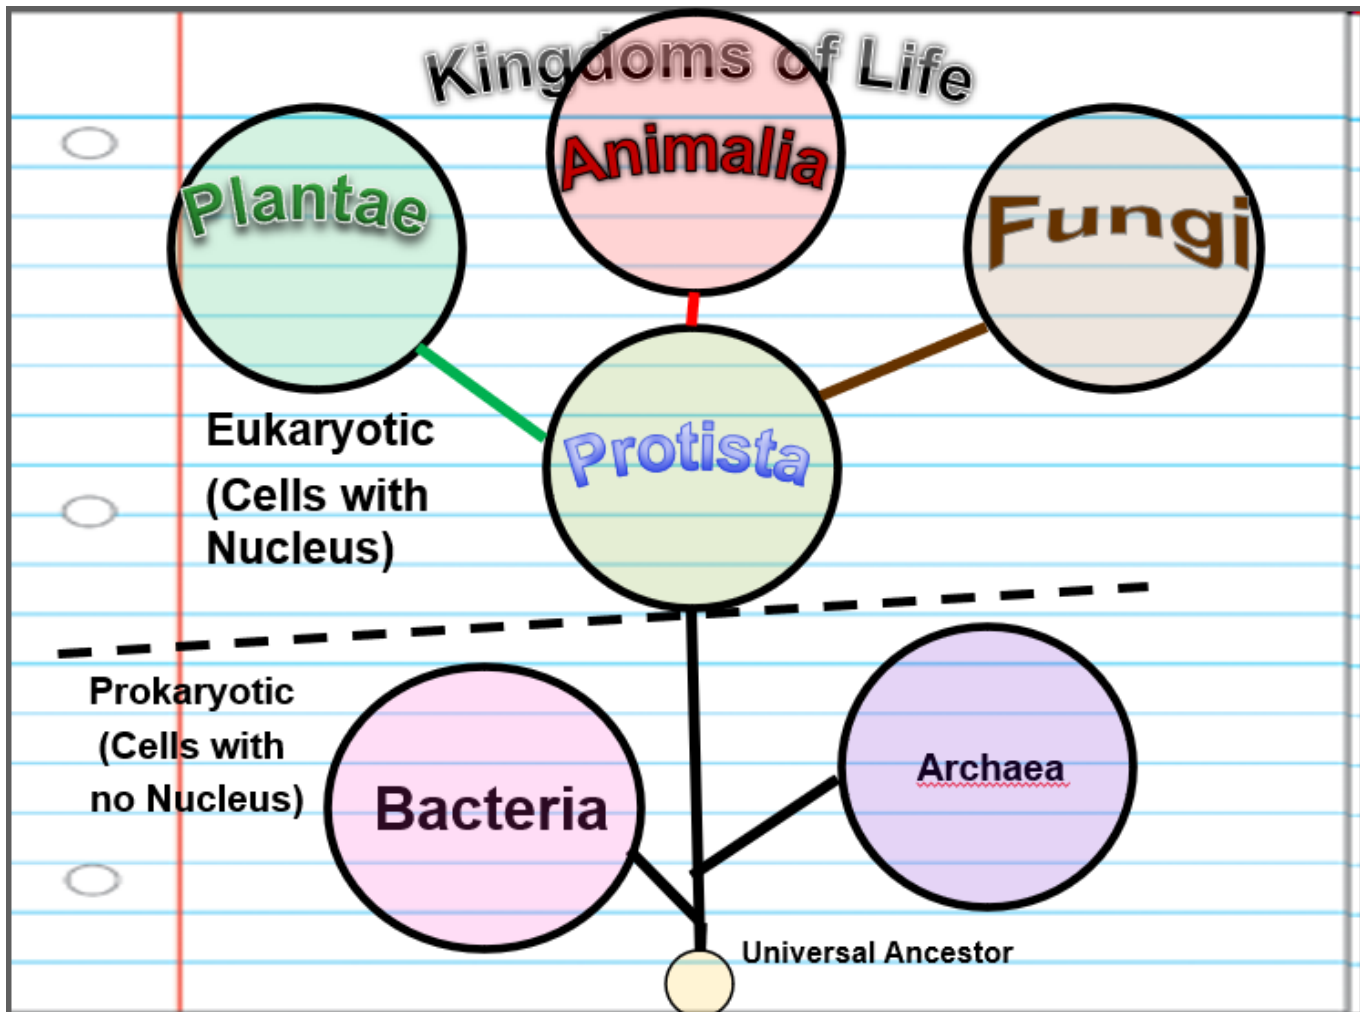 Kingdoms of Life
Animalia
Plantae
Fungi
Protista
Eukaryotic
(Cells with
Nucleus)
Prokaryotic
(Cells with
no Nucleus)
Bacteria
Archaea
Universal Ancestor